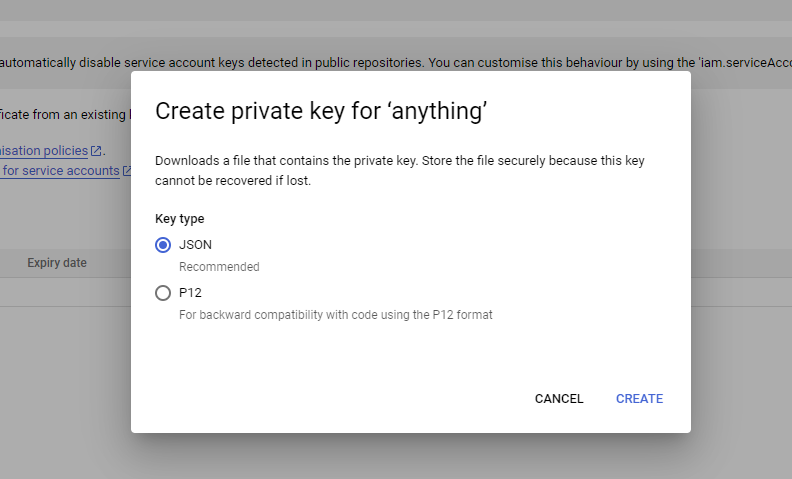 automatically disable service account keys detected in public repositories. You can customise this behaviour by using the 'iam.serviceAcc
Create private key for ‘anything’
ficate from an existing
Downloads a file that contains the private key. Store the file securely because this key
cannot be recovered if lost.
isation policies
for service accounts
Key type
JSON
Recommended
Expiry date
P12
For backward compatibility with code using the P12 format
CANCEL CREATE